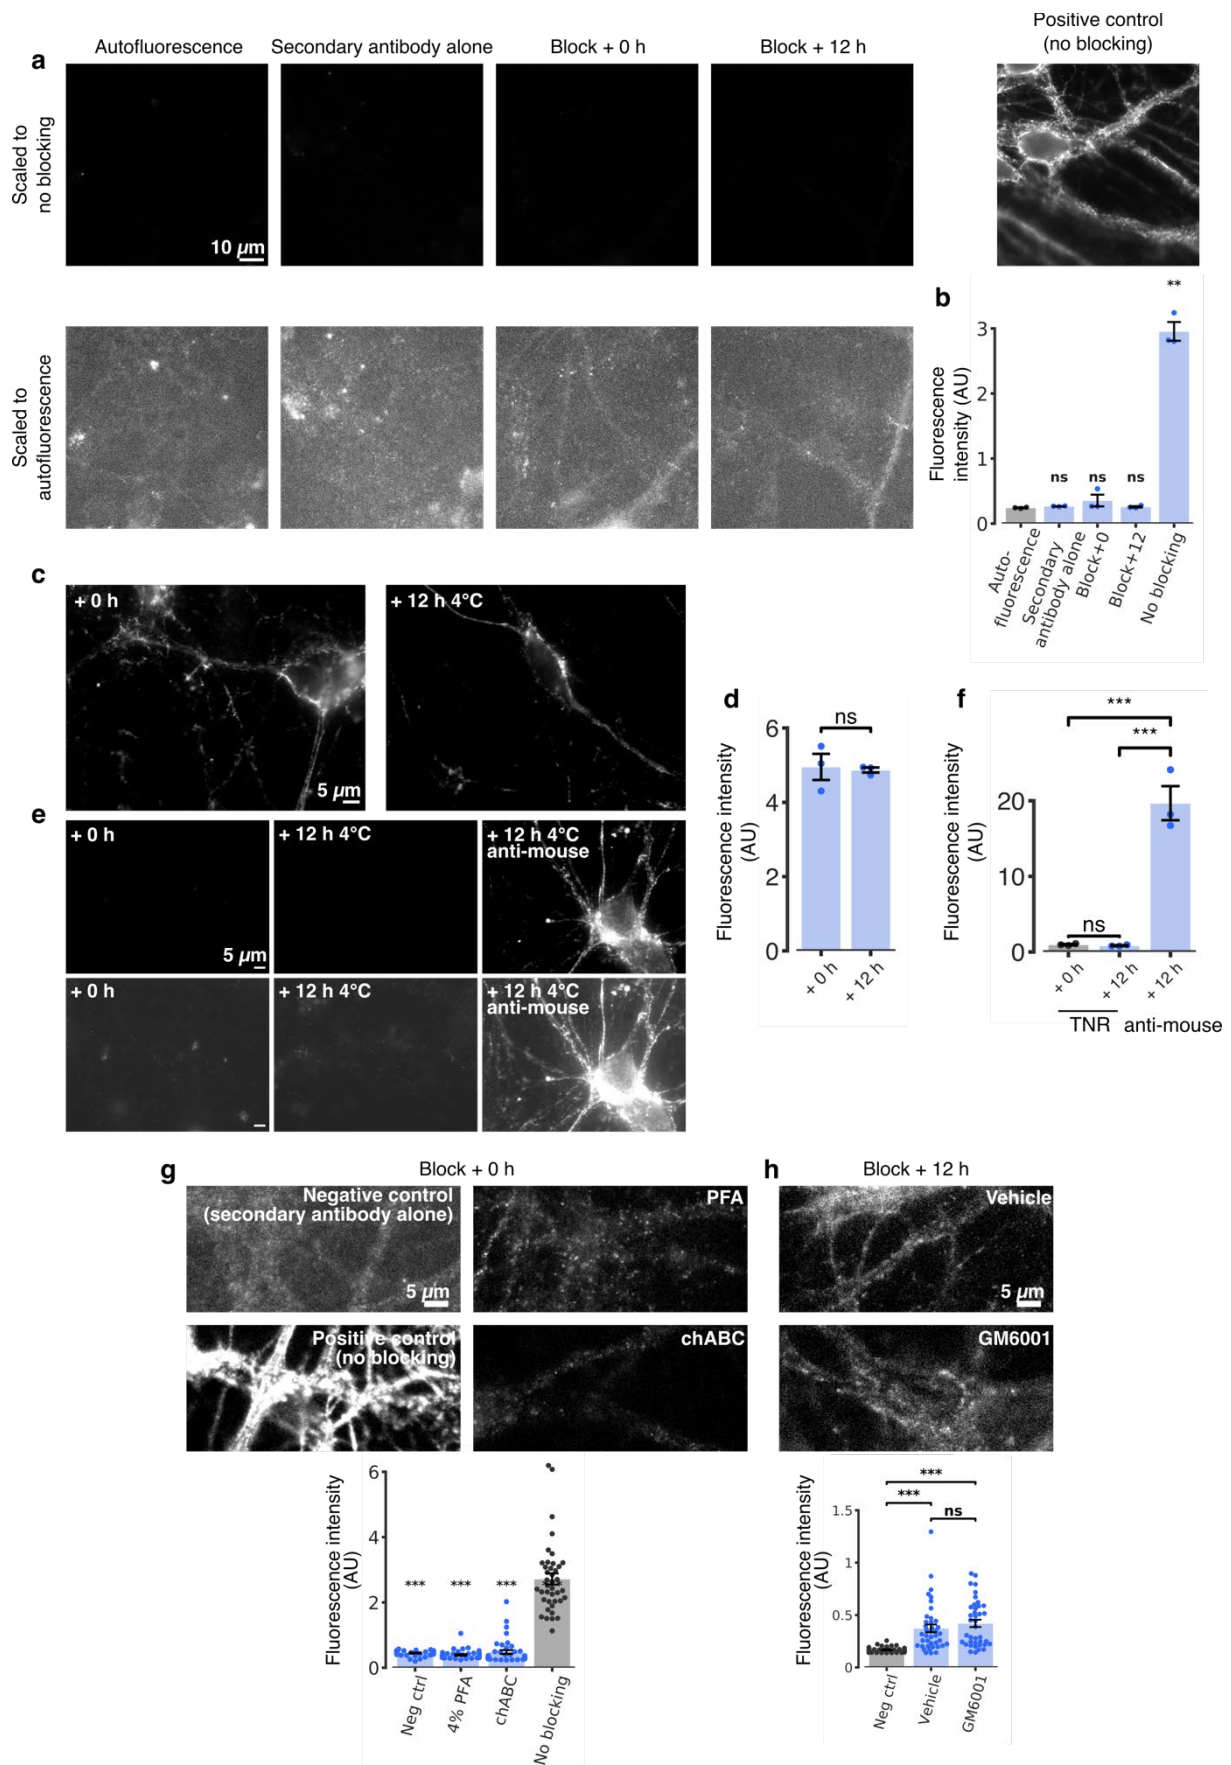 Positive control
(no blocking)
Autofluorescence
Secondary antibody alone
Block + 0 h
Block + 12 h
a
Scaled to
no blocking
10 µm
Scaled to
autofluorescence
b
**
Fluorescence
intensity (AU)
3
2
1
0
ns
ns
ns
Auto-
fluorescence
Secondary
antibody alone
Block+0
Block+12
No blocking
c
+ 0 h
+ 12 h 4°C
5 µm
d
ns
Fluorescence intensity
(AU)
6
4
2
0
+ 0 h
+ 12 h
e
+ 0 h
+ 12 h 4°C
+ 12 h 4°C
anti-mouse
5 µm
+ 0 h
+ 12 h 4°C
+ 12 h 4°C
anti-mouse
f
***
***
Fluorescence intensity
(AU)
20
10
0
ns
+ 0 h
+ 12 h
+ 12 h
TNR
anti-mouse
g
Block + 0 h
Negative control
(secondary antibody alone)
5 µm
PFA
Positive control
(no blocking)
chABC
Fluorescence intensity
(AU)
6
4
2
0
***
***
***
Neg ctrl
4% PFA
chABC
No blocking
h
Block + 12 h
Vehicle
5 µm
GM6001
Fluorescence intensity
(AU)
1.5
1
0.5
0
***
***
ns
Neg ctrl
Vehicle
GM6001